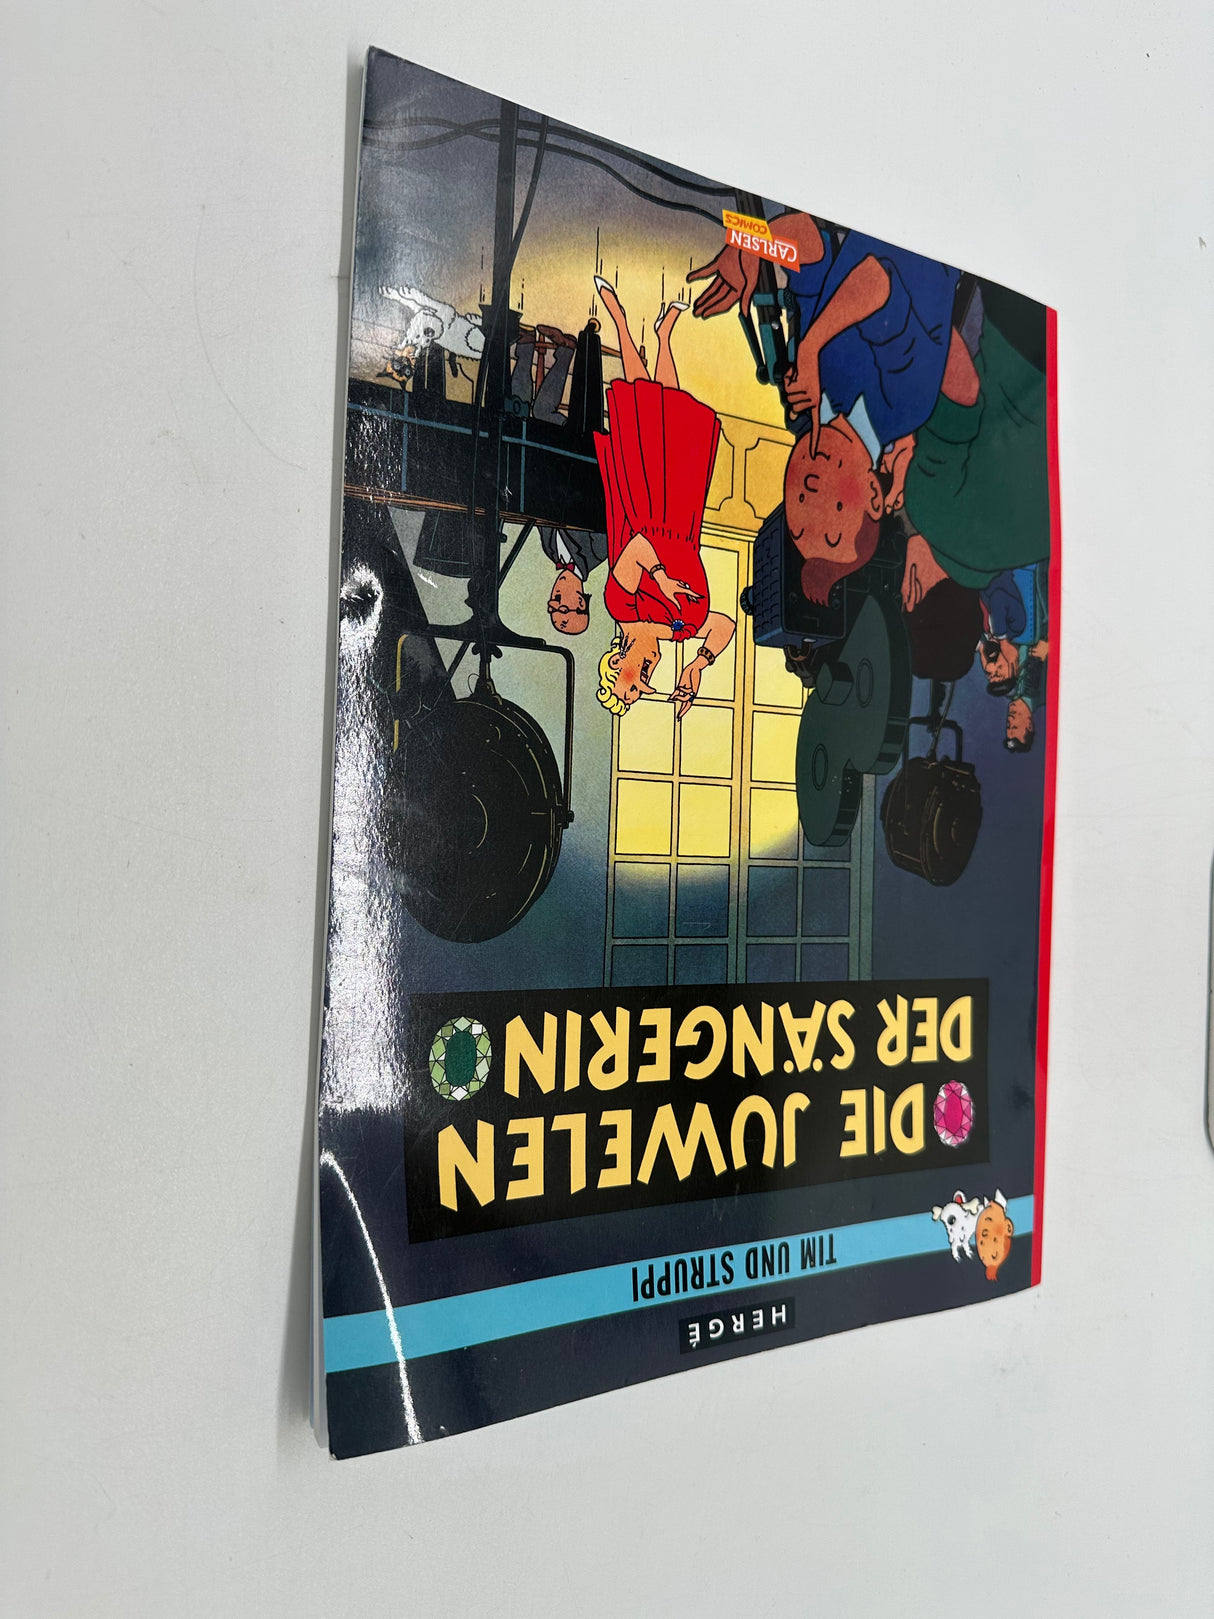 HERGÉ
TIM UND STRUPPI
DIE JUWELEN
DER SÄNGERIN
CARLSEN
COMICS